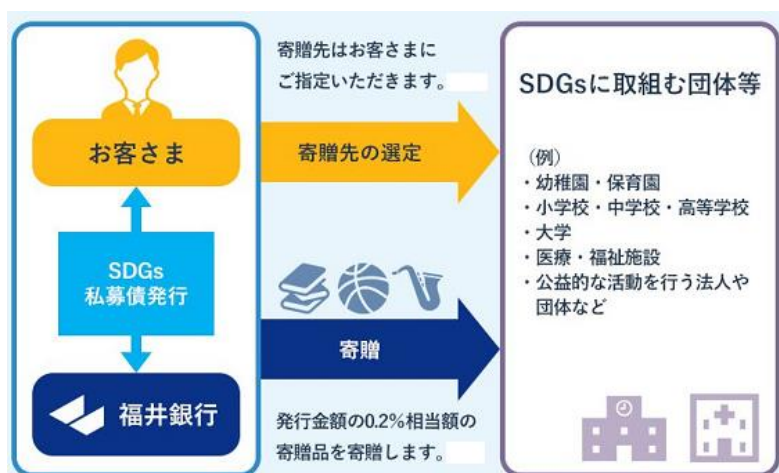 お客さま
SDGs
私募債発行
福井銀行
寄贈先はお客さまに
ご指定いただきます。
寄贈先の選定
寄贈
発行金額の0.2%相当額の
寄贈品を寄贈します。
SDGsに取組む団体等
（例）
・幼稚園・保育園
・小学校・中学校・高等学校
・大学
・医療・福祉施設
・公益的な活動を行う法人や
団体など